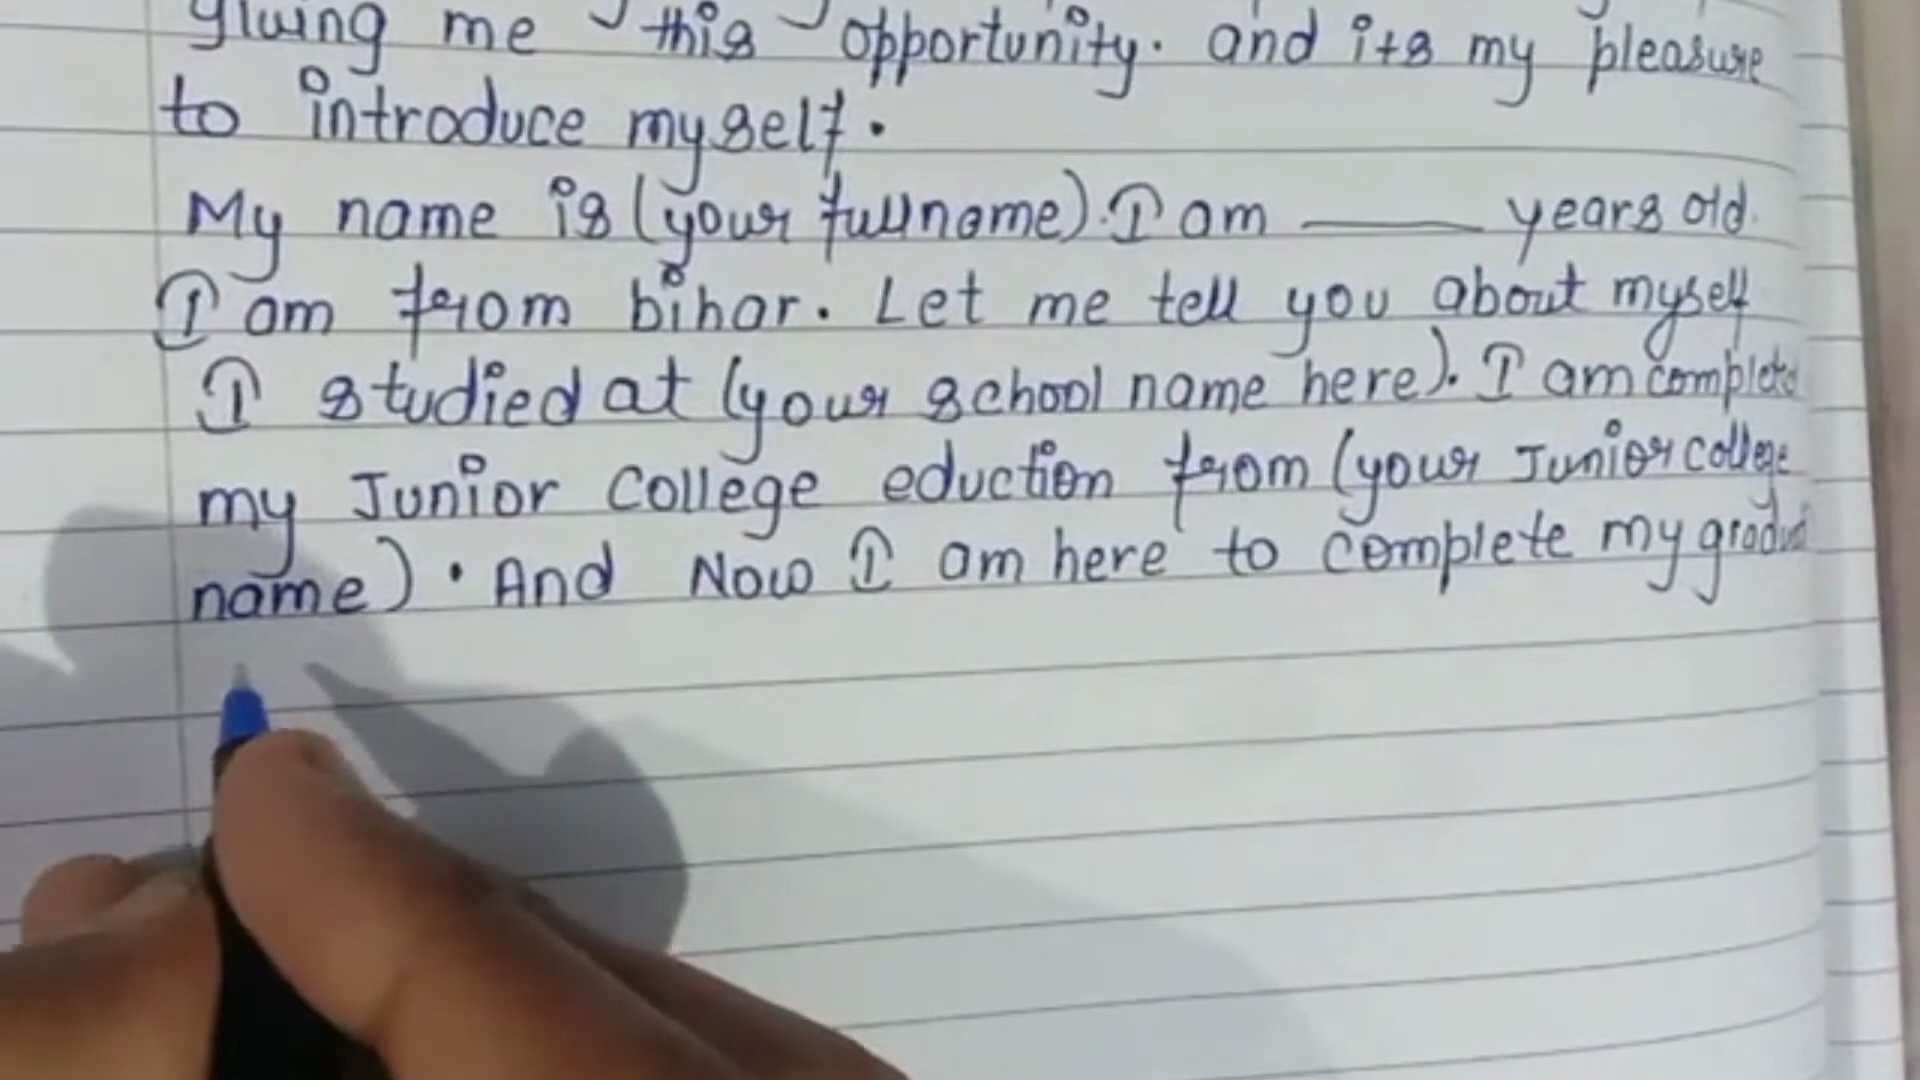 giving me this opportunity. and its my pleasure
to introduce myself.
My name is (your fullname). I am ______ years old.
I am from bihar. Let me tell you about myself
I studied at (your school name here). I am complete
my Junior College eduction from (your Junior college
name). And Now I am here to complete my graduat